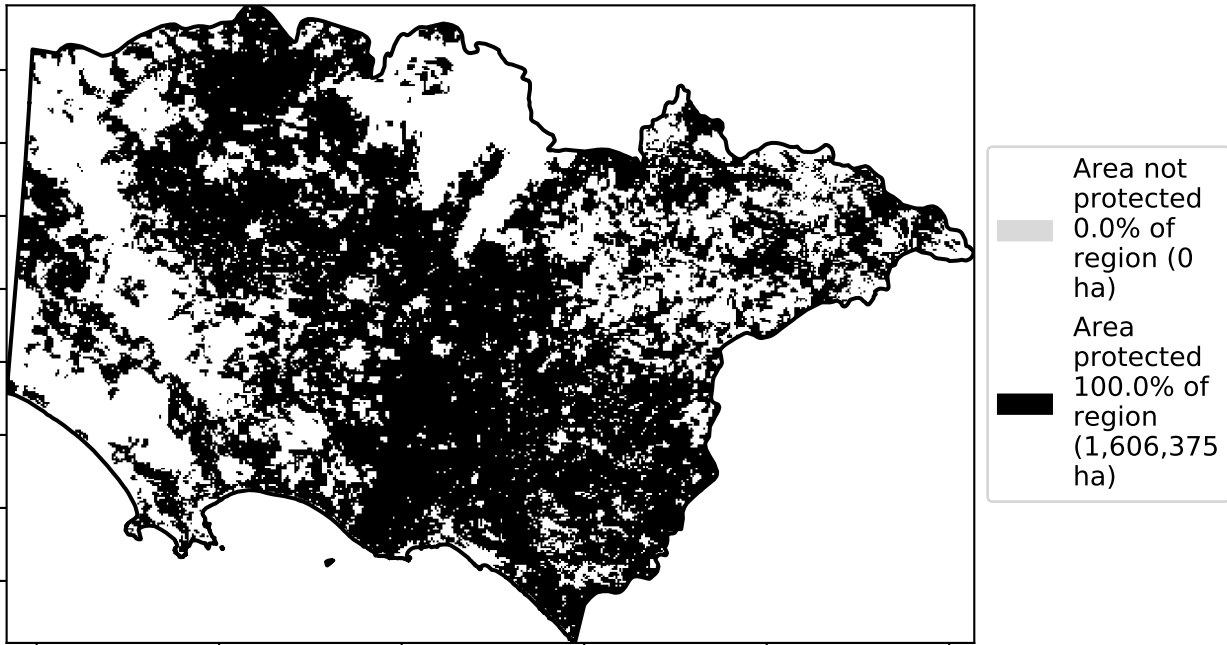 Area not
protected
0.0% of
region (0
ha)
Area
protected
100.0% of
region
(1,606,375
ha)